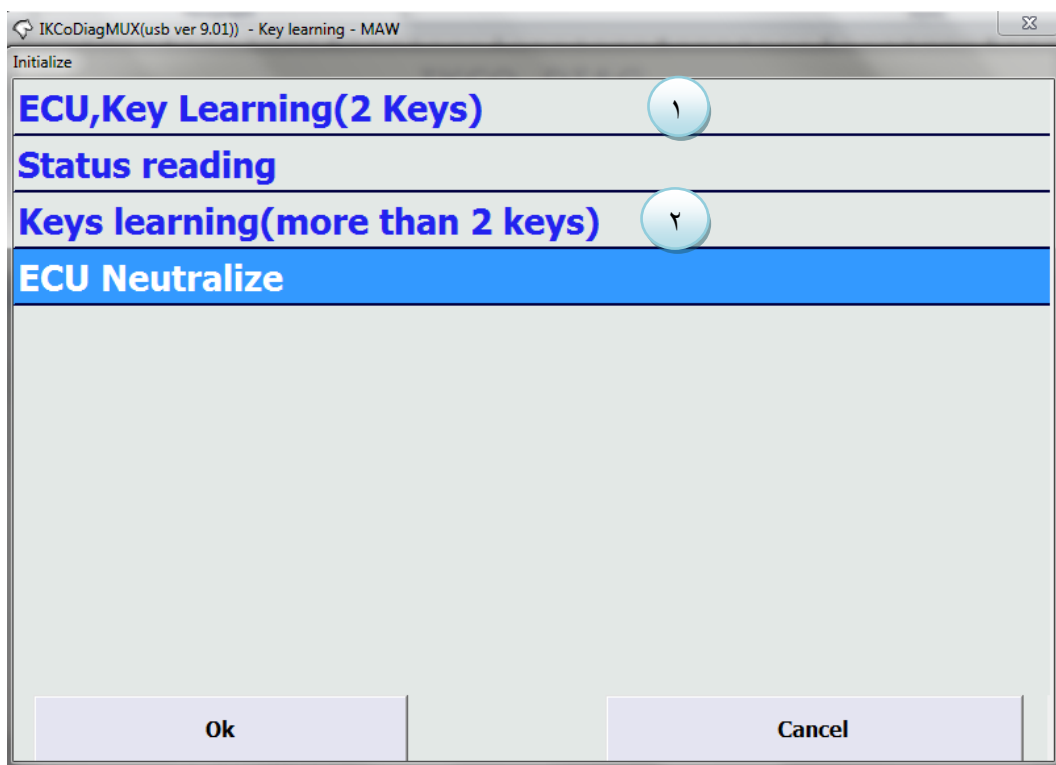 IKCoDiagMUX(usb ver 9.01)) - Key learning - MAW
Initialize
ECU,Key Learning(2 Keys) ١
Status reading
Keys learning(more than 2 keys) ٢
ECU Neutralize
Ok Cancel